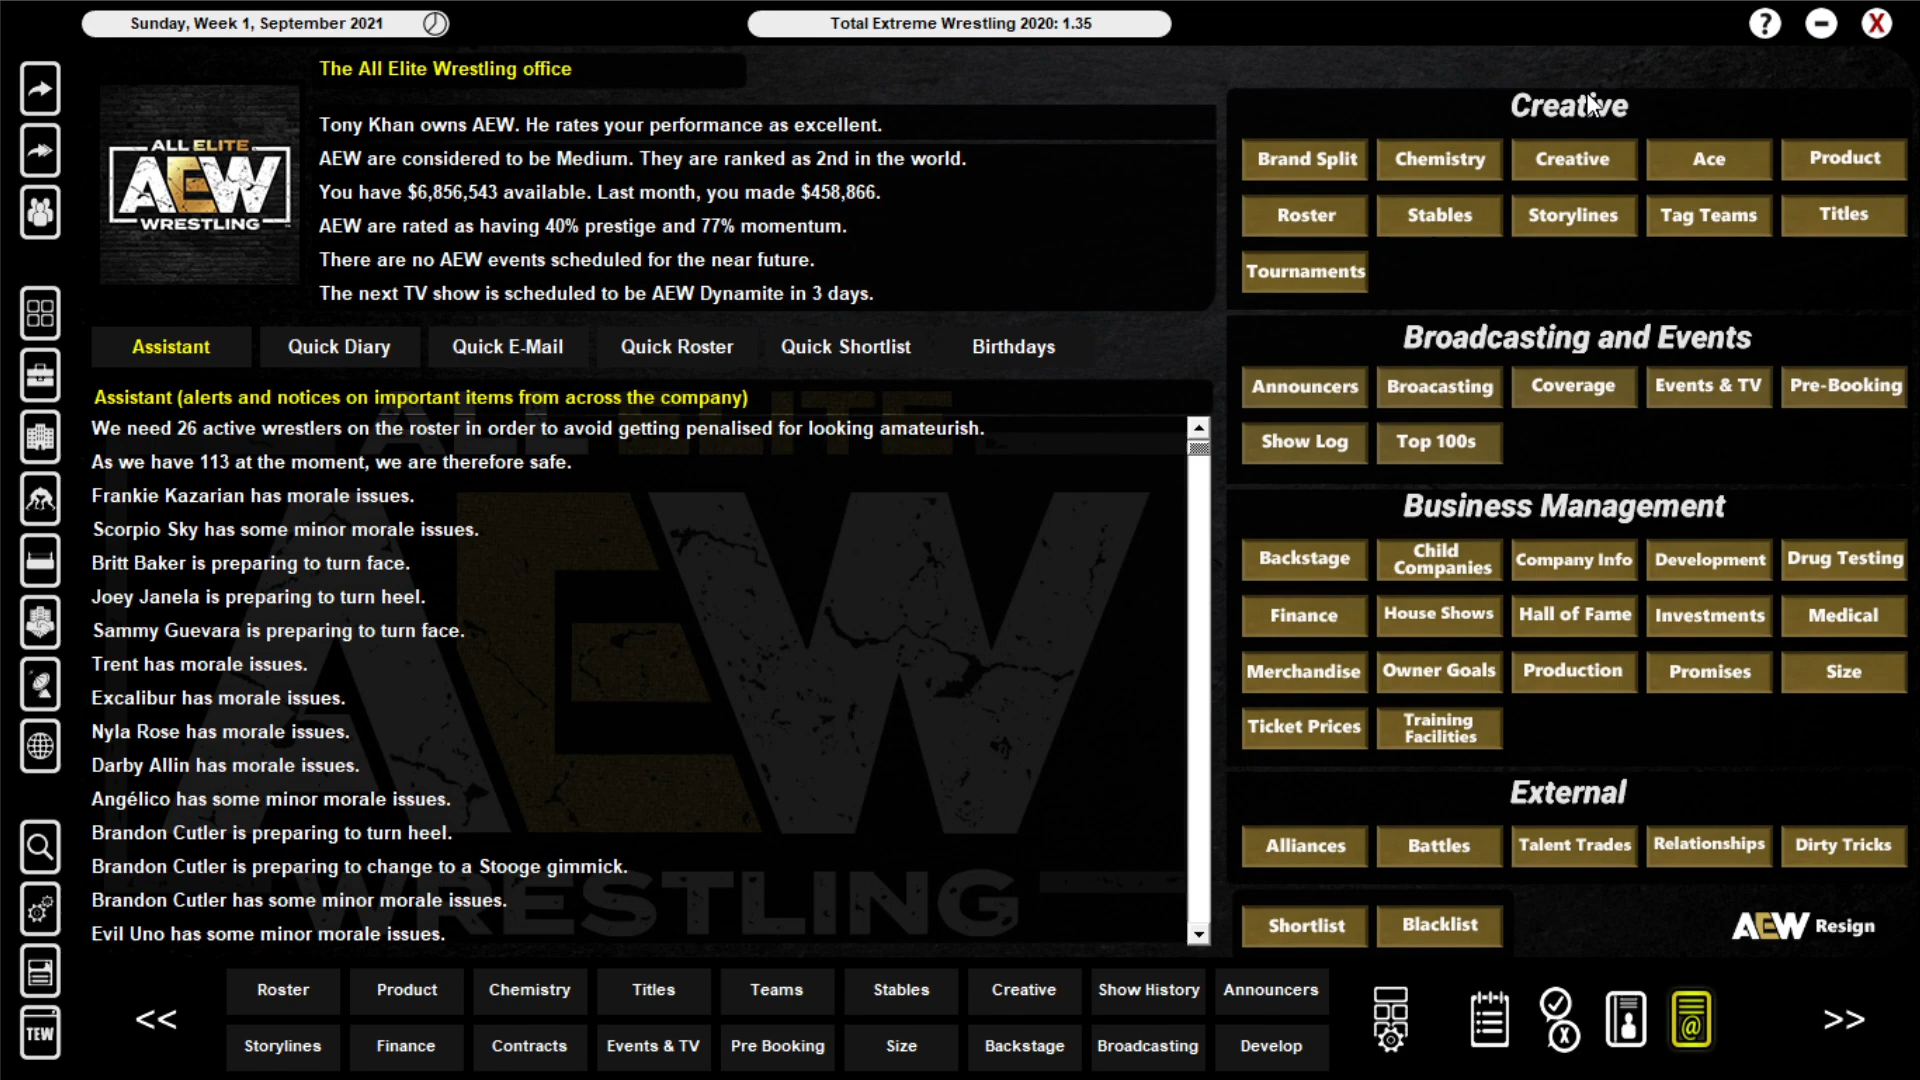 Sunday, Week 1, September 2021
Total Extreme Wrestling 2020: 1.35
?
X
The All Elite Wrestling office
ALL ELITE
AEW
WRESTLING
Tony Khan owns AEW. He rates your performance as excellent.
AEW are considered to be Medium. They are ranked as 2nd in the world.
You have $6,856,543 available. Last month, you made $458,866.
AEW are rated as having 40% prestige and 77% momentum.
There are no AEW events scheduled for the near future.
The next TV show is scheduled to be AEW Dynamite in 3 days.
Assistant Quick Diary Quick E-Mail Quick Roster Quick Shortlist Birthdays
Assistant (alerts and notices on important items from across the company)
We need 26 active wrestlers on the roster in order to avoid getting penalised for looking amateurish.
As we have 113 at the moment, we are therefore safe.
Frankie Kazarian has morale issues.
Scorpio Sky has some minor morale issues.
Britt Baker is preparing to turn face.
Joey Janela is preparing to turn heel.
Sammy Guevara is preparing to turn face.
Trent has morale issues.
Excalibur has morale issues.
Nyla Rose has morale issues.
Darby Allin has morale issues.
Angélico has some minor morale issues.
Brandon Cutler is preparing to turn heel.
Brandon Cutler is preparing to change to a Stooge gimmick.
Brandon Cutler has some minor morale issues.
Evil Uno has some minor morale issues.
ALL ELITE
AEW
WRESTLING
Creative
Brand Split Chemistry Creative Ace Product
Roster Stables Storylines Tag Teams Titles
Tournaments
Broadcasting and Events
Announcers Broacasting Coverage Events & TV Pre-Booking
Show Log Top 100s
Business Management
Backstage Child Companies Company Info Development Drug Testing
Finance House Shows Hall of Fame Investments Medical
Merchandise Owner Goals Production Promises Size
Ticket Prices Training Facilities
External
Alliances Battles Talent Trades Relationships Dirty Tricks
Shortlist Blacklist AEW Resign
TEW
<<
Roster Product Chemistry Titles Teams Stables Creative Show History Announcers
Storylines Finance Contracts Events & TV Pre Booking Size Backstage Broadcasting Develop
X
@
>>